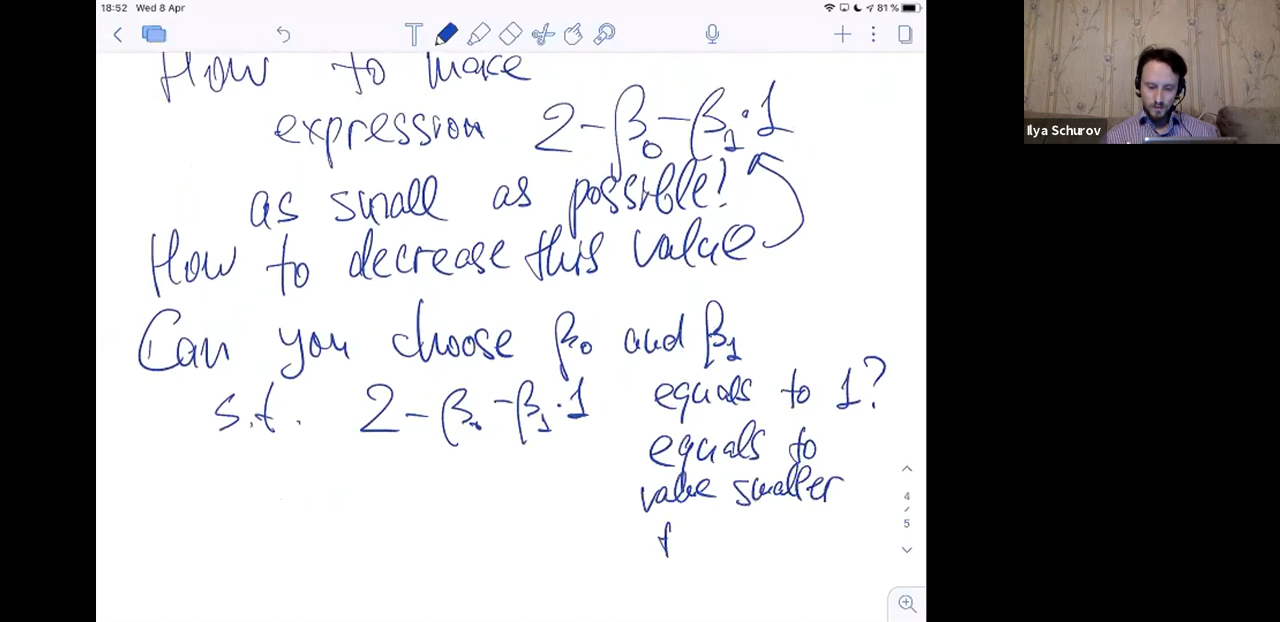 18:52 Wed 8 Apr
81%
How to make
expression 2-β₀-β₁·1
as small as possible?
How to decrease this value
Can you choose β₀ and β₁
s.t. 2-β₀-β₁·1 equals to 1?
equals to
value smaller
t
4
/
5
Ilya Schurov